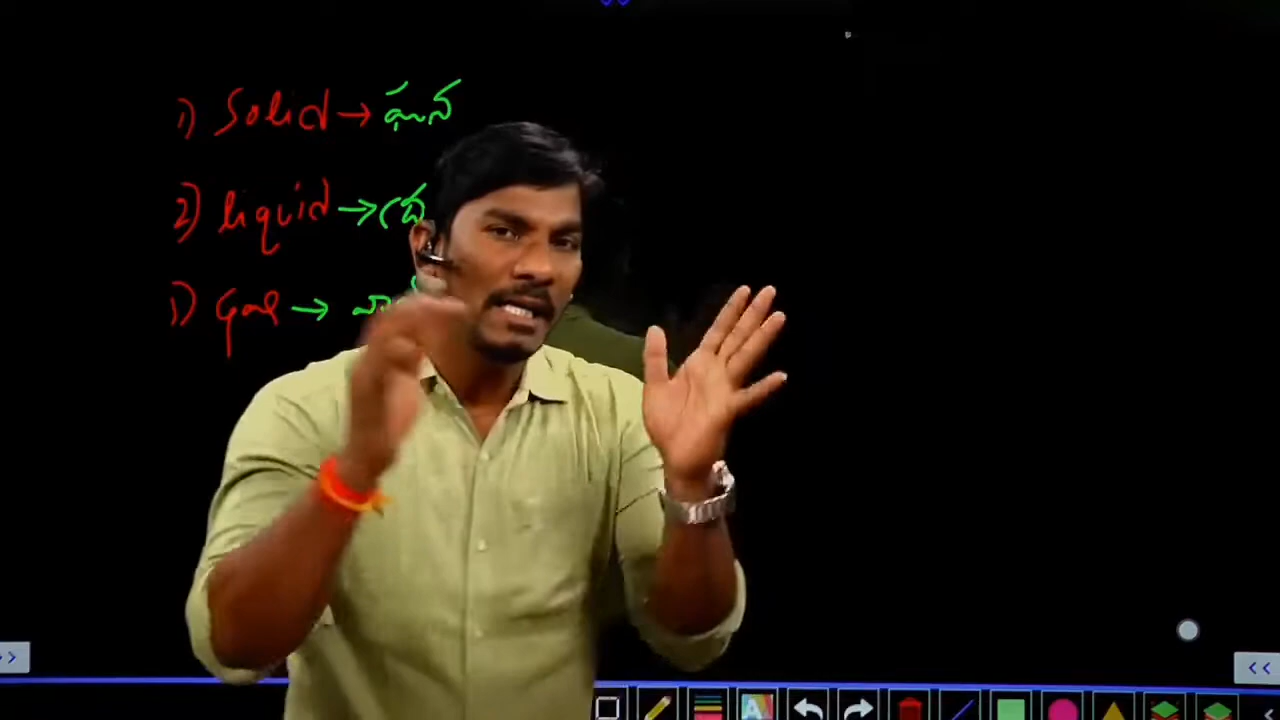 1) Solid → ఘన
2) liquid → ద్ర
1) Gas → వా